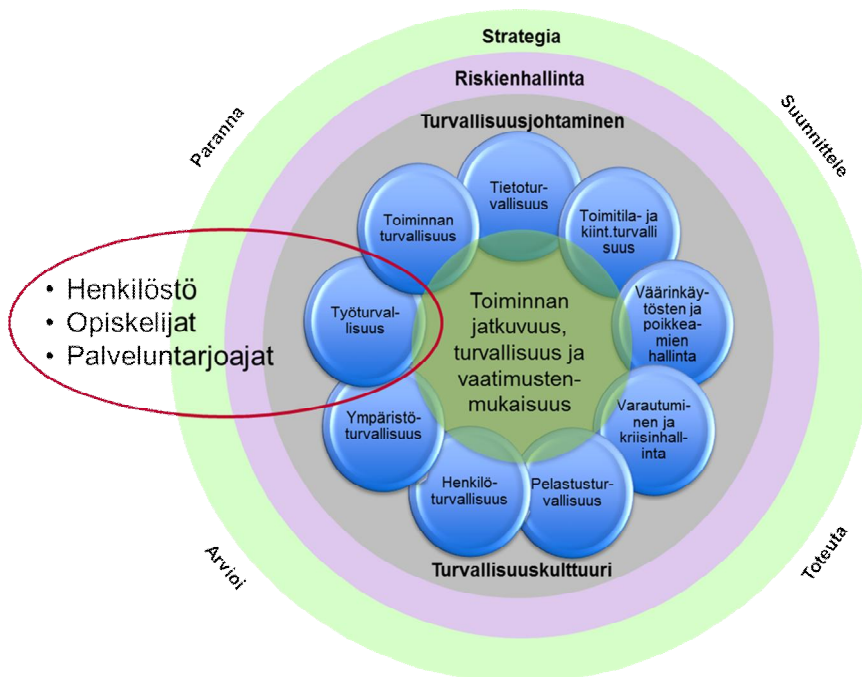 Strategia
Riskienhallinta
Turvallisuusjohtaminen
Paranna
Suunnittele
Tietotur-
vallisuus
Toiminnan
turvallisuus
Toimitila- ja
kiint.turvalli
suus
• Henkilöstö
• Opiskelijat
• Palveluntarjoajat
Työturval-
lisuus
Toiminnan
jatkuvuus,
turvallisuus ja
vaatimusten-
mukaisuus
Väärinkäy-
tösten ja
poikkea-
mien
hallinta
Ympäristö-
turvallisuus
Varautumi-
nen ja
kriisinhall-
inta
Henkilö-
turvallisuus
Pelastustur-
vallisuus
Turvallisuuskulttuuri
Arvioi
Toteuta